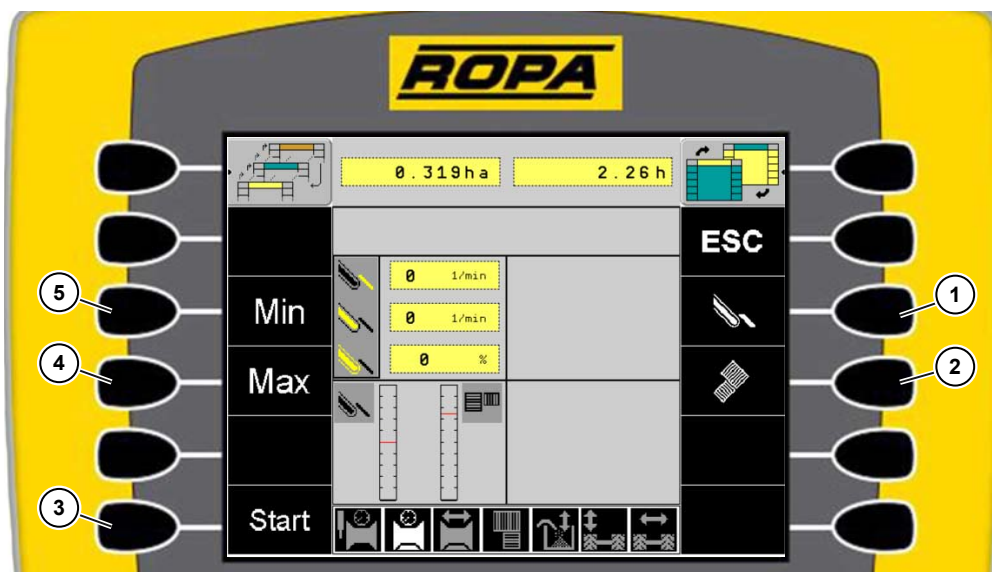 ROPA
0.319ha 2.26h
ESC
0 1/min
5 Min 0 1/min 1
0 %
4 Max 2
3 Start